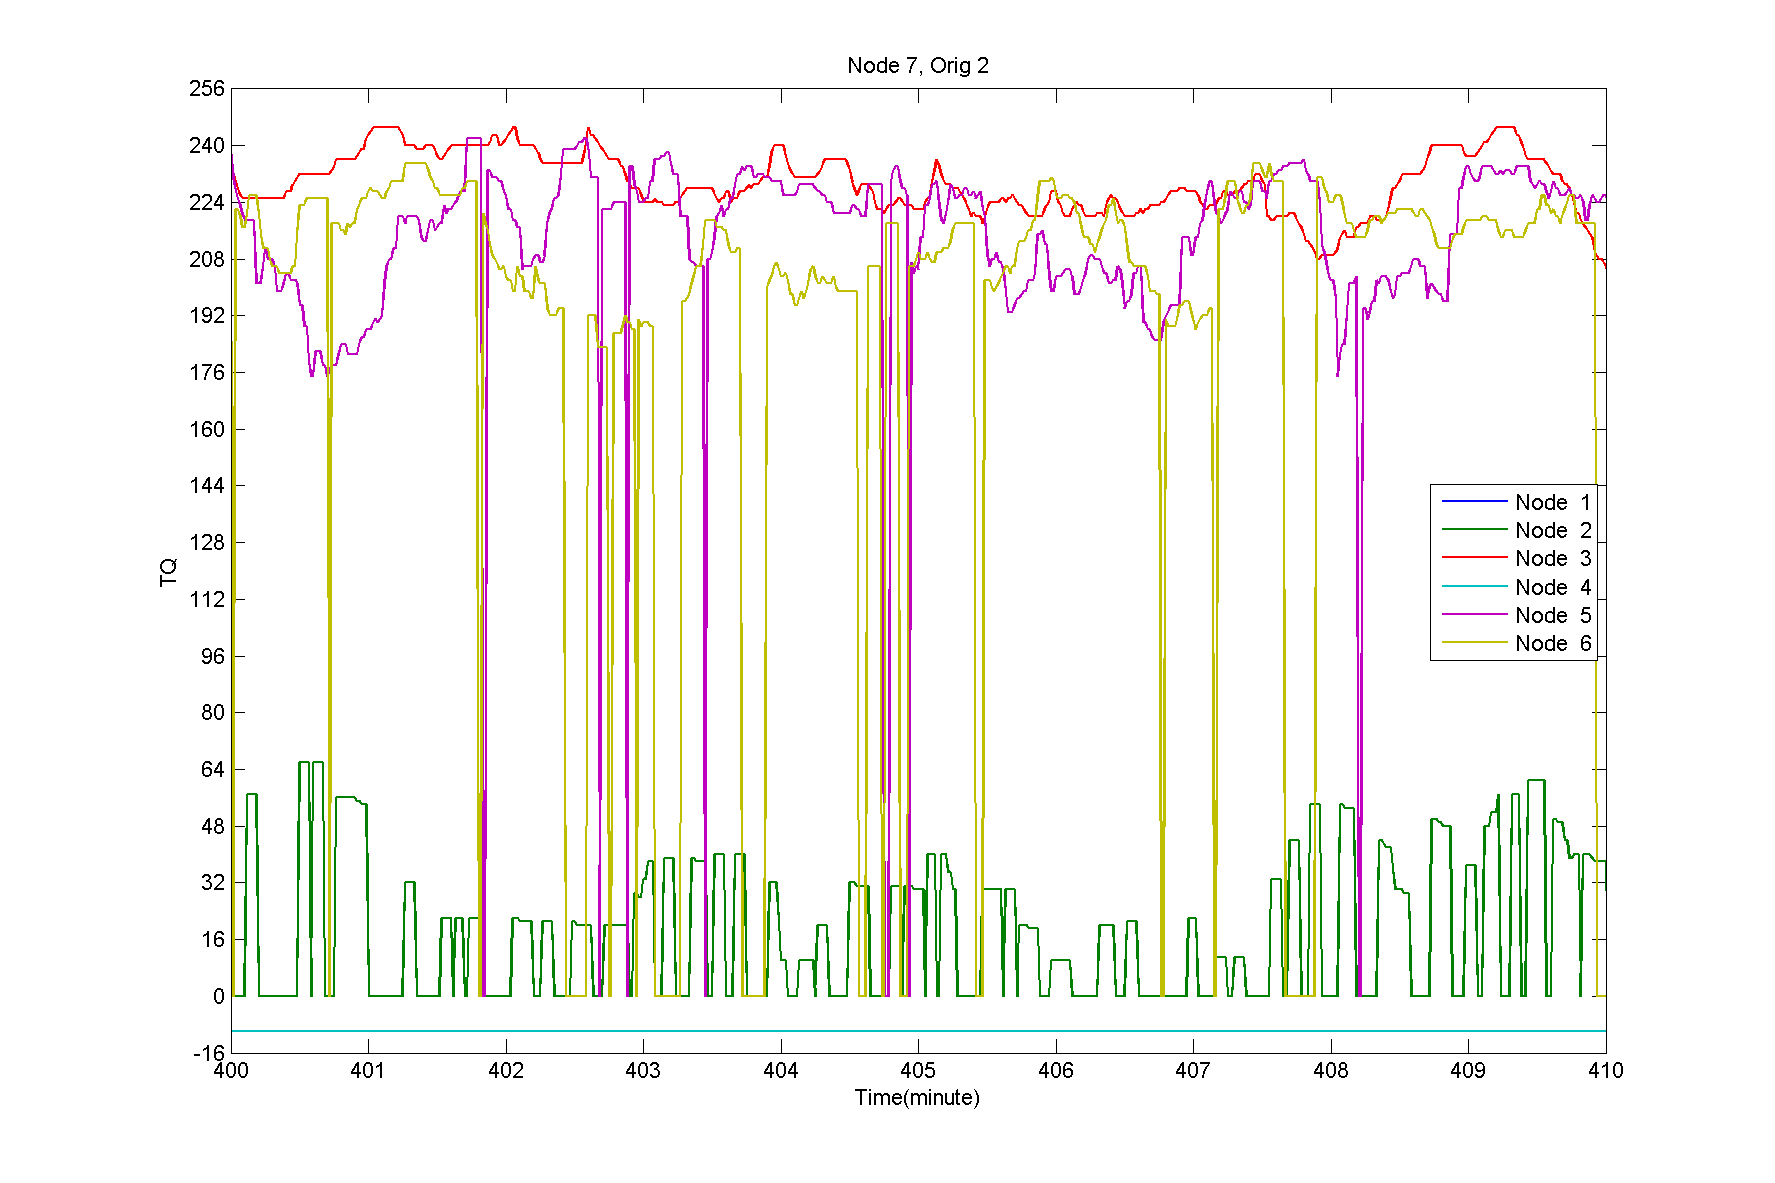 Node 7, Orig 2
256
240
224
208
192
176
160
144
128
112
96
80
64
48
32
16
0
-16
TQ
Node 1
Node 2
Node 3
Node 4
Node 5
Node 6
400 401 402 403 404 405 406 407 408 409 410
Time(minute)